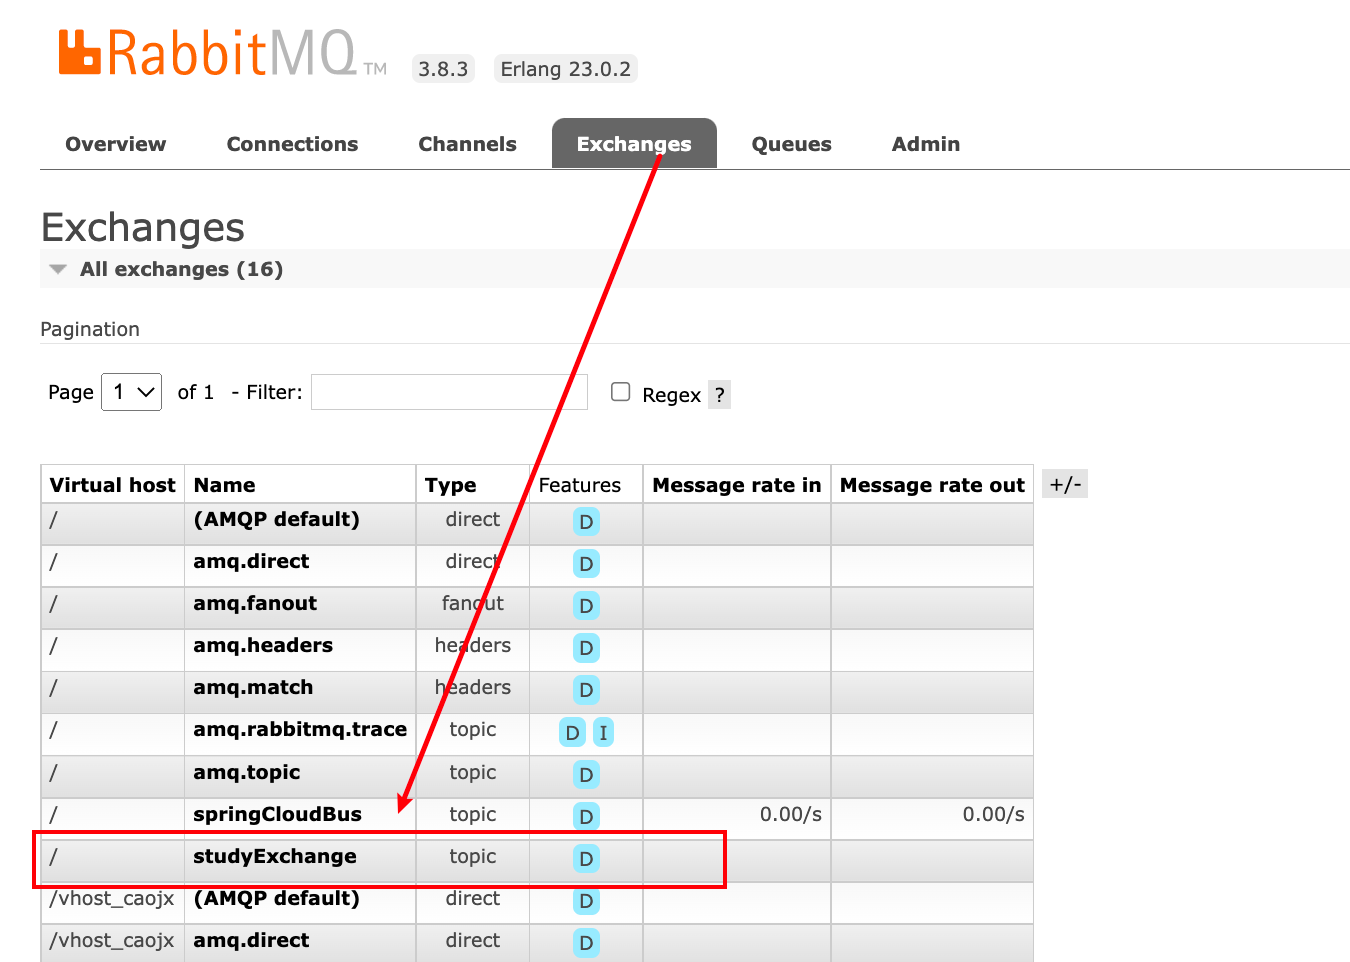 RabbitMQ TM 3.8.3 Erlang 23.0.2
Overview Connections Channels Exchanges Queues Admin
Exchanges
All exchanges (16)
Pagination
Page 1 of 1 - Filter: Regex ?
Virtual host Name Type Features Message rate in Message rate out +/-
/ (AMQP default) direct D
/ amq.direct direct D
/ amq.fanout fanout D
/ amq.headers headers D
/ amq.match headers D
/ amq.rabbitmq.trace topic D I
/ amq.topic topic D
/ springCloudBus topic D 0.00/s 0.00/s
/ studyExchange topic D
/vhost_caojx (AMQP default) direct D
/vhost_caojx amq.direct direct D